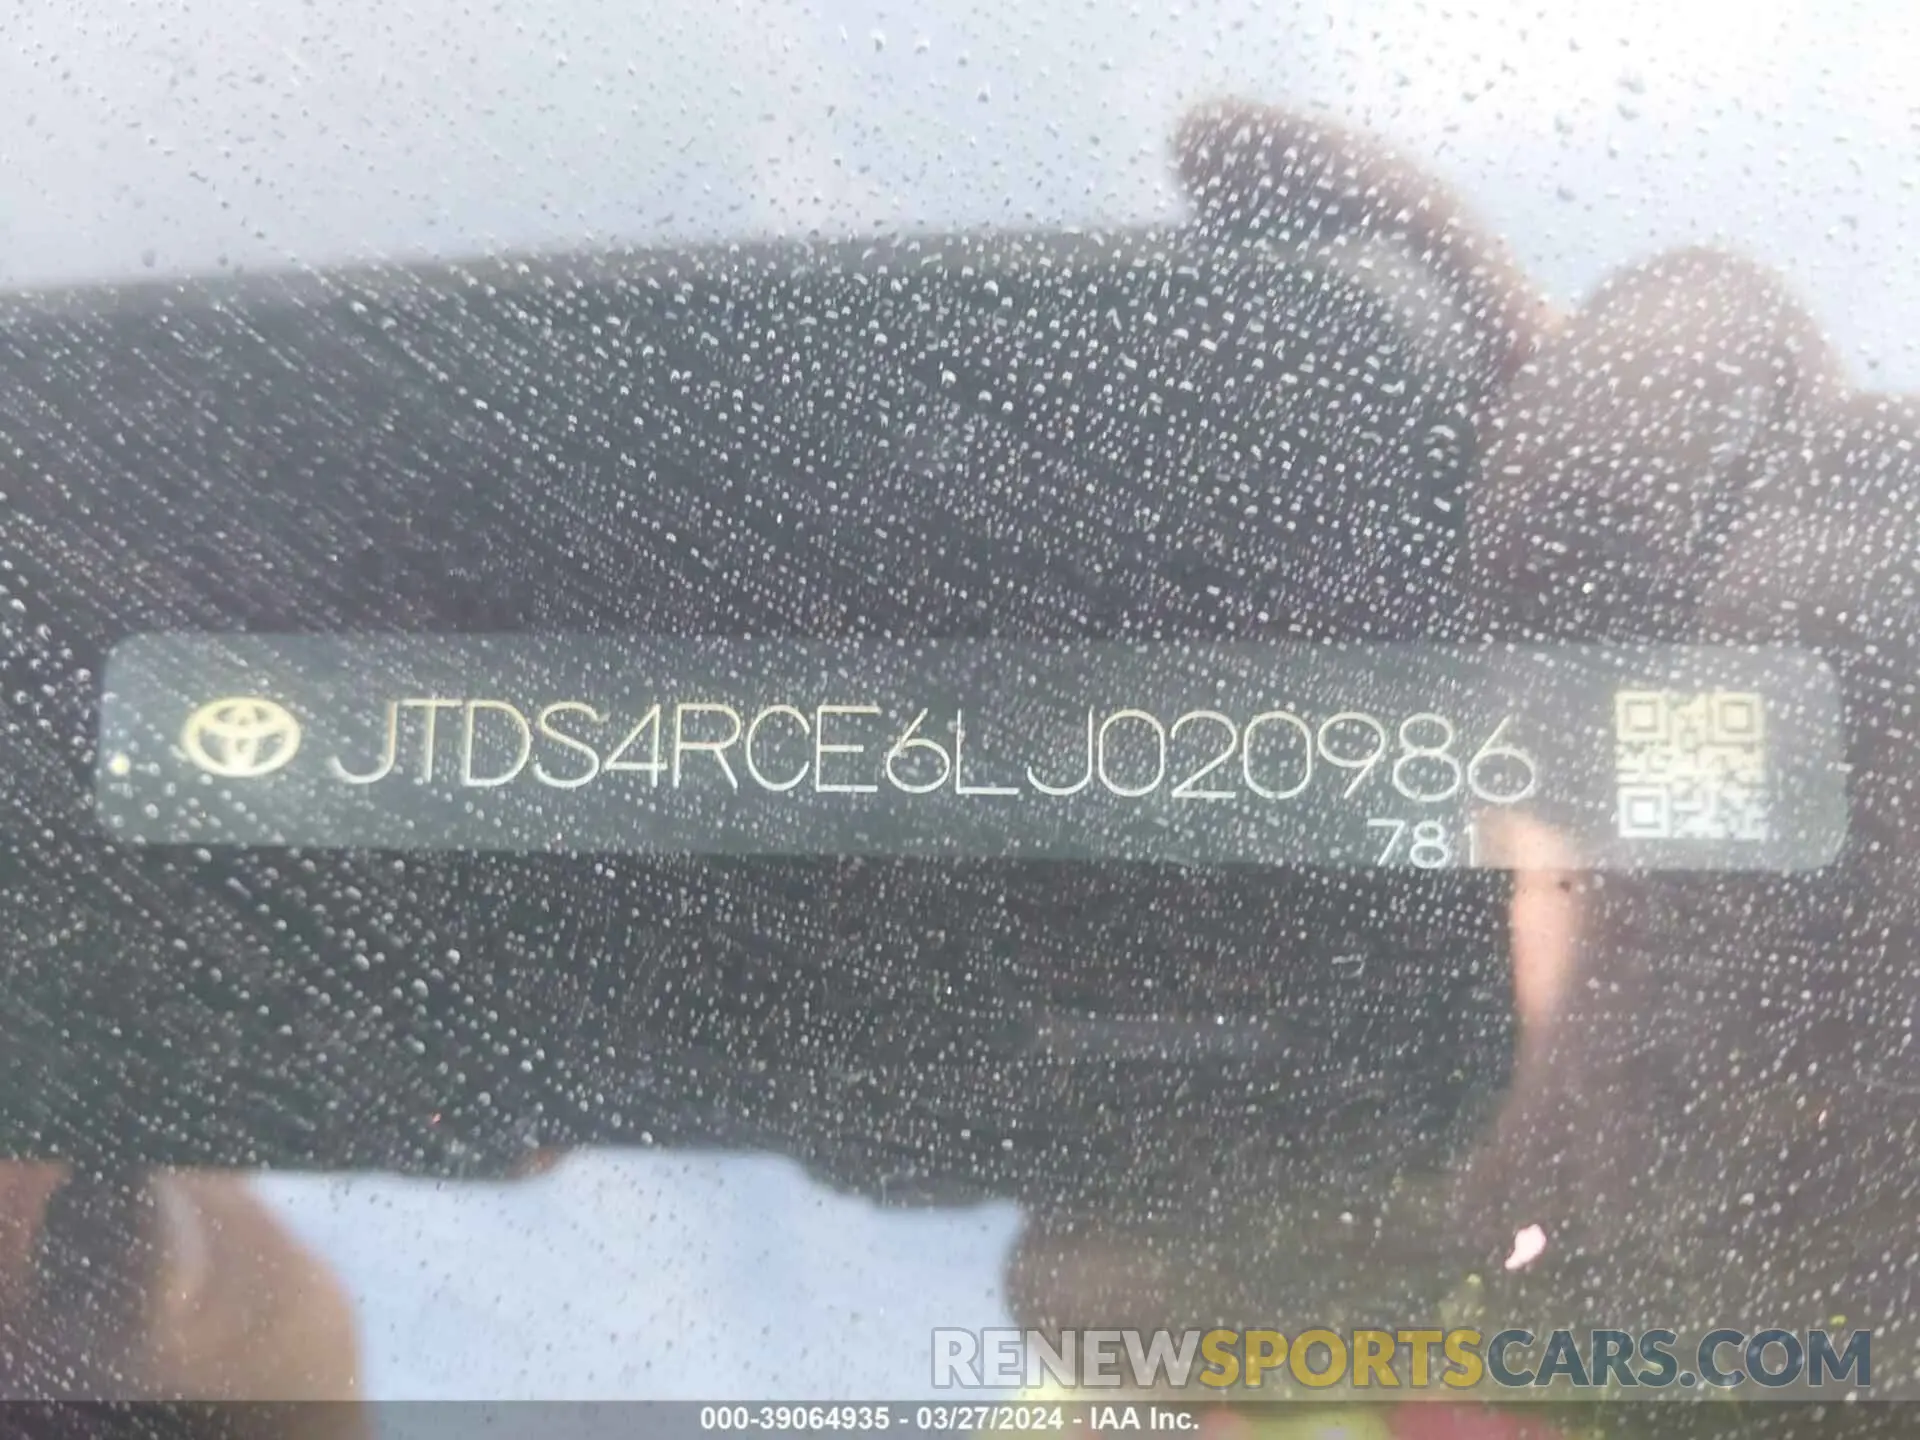 JTDS4RCE6LJ020986
781
RENEWSPORTSCARS.COM
000-39064935 - 03/27/2024 - IAA Inc.